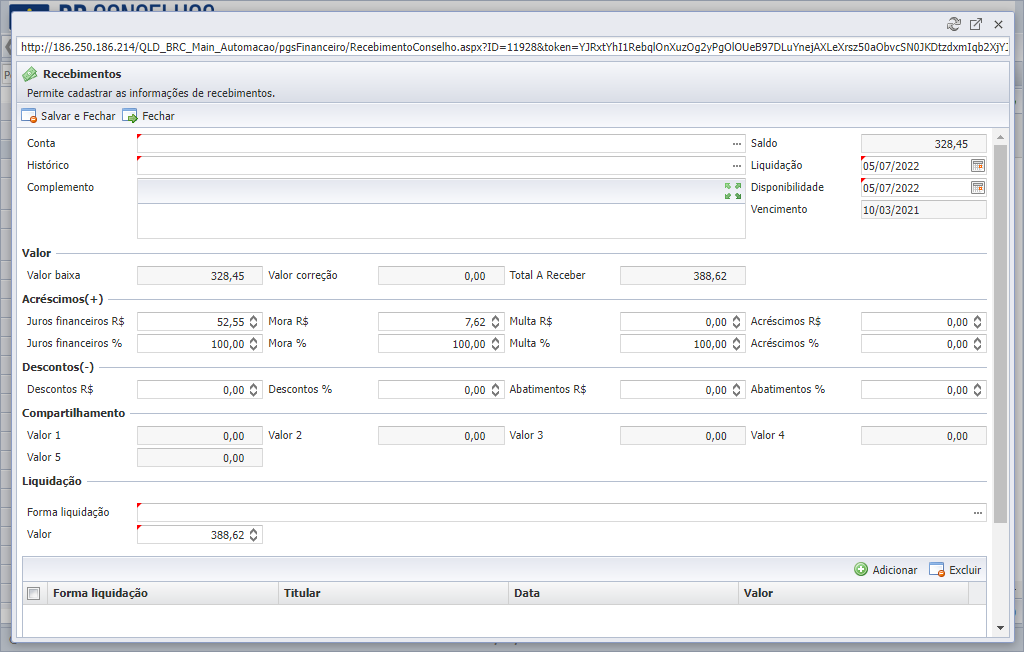 BR CONSELHOS
http://186.250.186.214/QLD_BRC_Main_Automacao/pgsFinanceiro/RecebimentoConselho.aspx?ID=11928&token=YJRxtYhI1RebqlOnXuzOg2yPgOlOUeB97DLuYnejAXLeXrsz50aObvcSN0JKDtzdxmIqb2XjYJ
Recebimentos
Permite cadastrar as informações de recebimentos.
Salvar e Fechar Fechar
Conta ... Saldo 328,45
Histórico ... Liquidação 05/07/2022
Complemento Disponibilidade 05/07/2022
Vencimento 10/03/2021
Valor
Valor baixa 328,45 Valor correção 0,00 Total A Receber 388,62
Acréscimos(+)
Juros financeiros R$ 52,55 Mora R$ 7,62 Multa R$ 0,00 Acréscimos R$ 0,00
Juros financeiros % 100,00 Mora % 100,00 Multa % 100,00 Acréscimos % 0,00
Descontos(-)
Descontos R$ 0,00 Descontos % 0,00 Abatimentos R$ 0,00 Abatimentos % 0,00
Compartilhamento
Valor 1 0,00 Valor 2 0,00 Valor 3 0,00 Valor 4 0,00
Valor 5 0,00
Liquidação
Forma liquidação ...
Valor 388,62
Adicionar Excluir
Forma liquidação Titular Data Valor